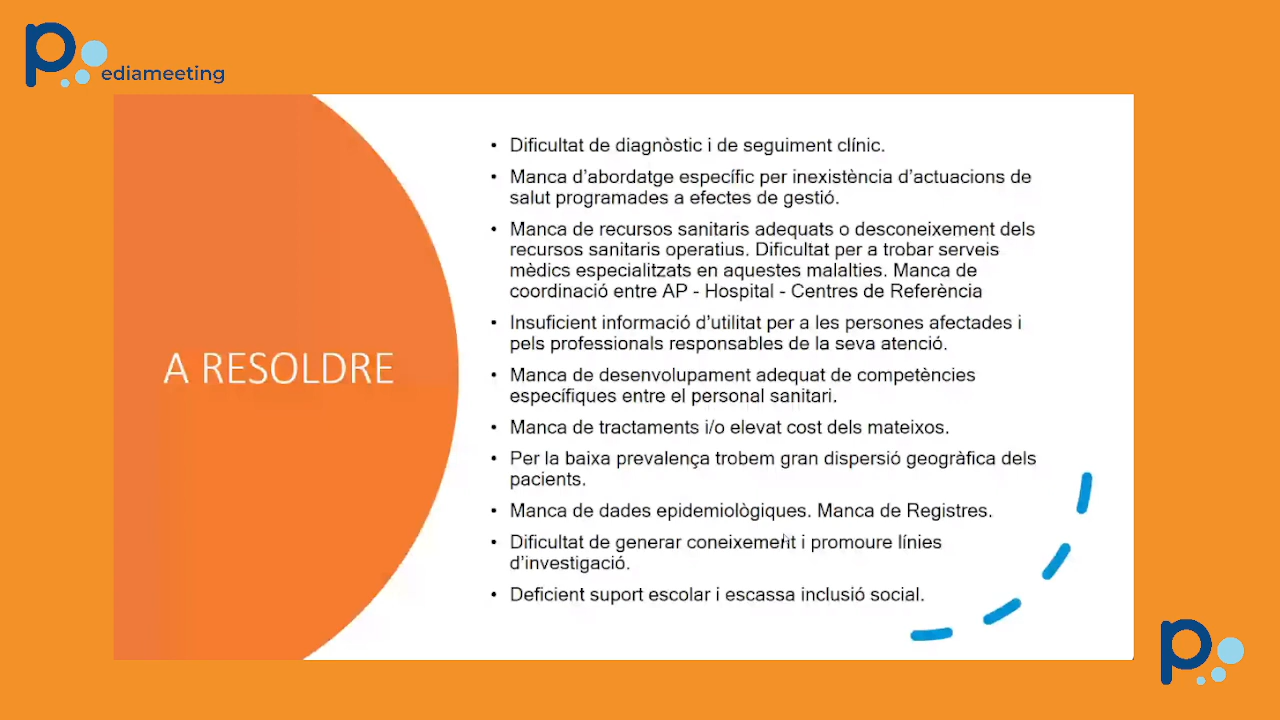 pediameeting
A RESOLDRE
• Dificultat de diagnòstic i de seguiment clínic.
• Manca d’abordatge específic per inexistència d’actuacions de
salut programades a efectes de gestió.
• Manca de recursos sanitaris adequats o desconeixement dels
recursos sanitaris operatius. Dificultat per a trobar serveis
mèdics especialitzats en aquestes malalties. Manca de
coordinació entre AP - Hospital - Centres de Referència
• Insuficient informació d’utilitat per a les persones afectades i
pels professionals responsables de la seva atenció.
• Manca de desenvolupament adequat de competències
específiques entre el personal sanitari.
• Manca de tractaments i/o elevat cost dels mateixos.
• Per la baixa prevalença trobem gran dispersió geogràfica dels
pacients.
• Manca de dades epidemiològiques. Manca de Registres.
• Dificultat de generar coneixement i promoure línies
d’investigació.
• Deficient suport escolar i escassa inclusió social.
p